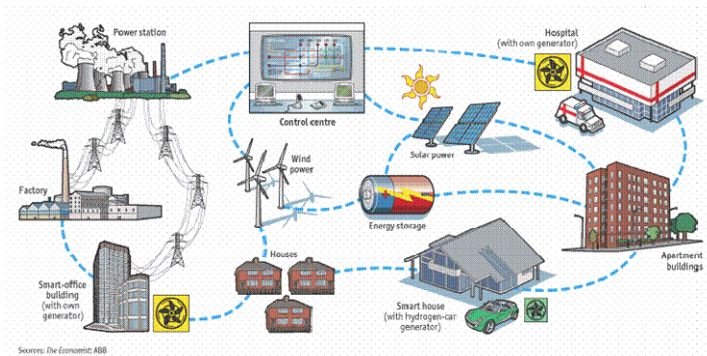 Power station
Hospital
(with own generator)
Control centre
Solar power
Wind
power
Factory
Energy storage
Houses
Apartment
buildings
Smart-office
building
(with own
generator)
Smart house
(with hydrogen-car
generator)
Sources: The Economist; ABB